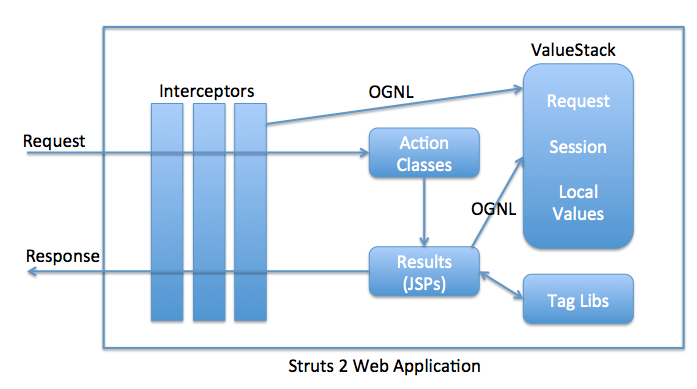 ValueStack
Interceptors
OGNL
Request
Request
Action
Classes
Session
Local
Values
OGNL
Response
Results
(JSPs)
Tag Libs
Struts 2 Web Application